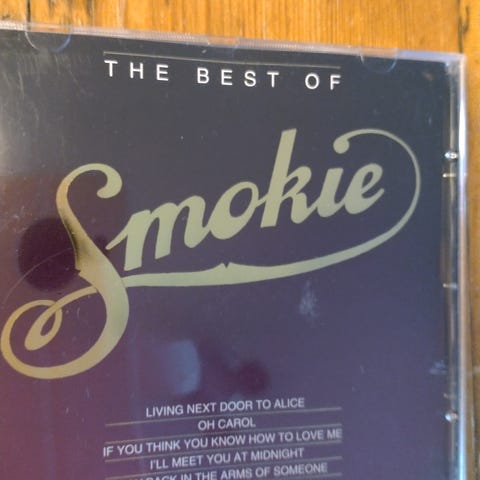 THE BEST OF
Smokie
LIVING NEXT DOOR TO ALICE
OH CAROL
IF YOU THINK YOU KNOW HOW TO LOVE ME
I'LL MEET YOU AT MIDNIGHT
BACK IN THE ARMS OF SOMEONE